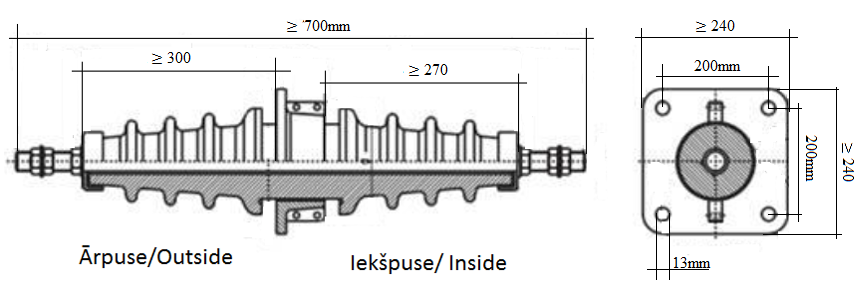 ≥ 700mm
≥ 300
≥ 270
≥ 240
200mm
200mm
≥ 240
13mm
Ārpuse/Outside
Iekšpuse/ Inside